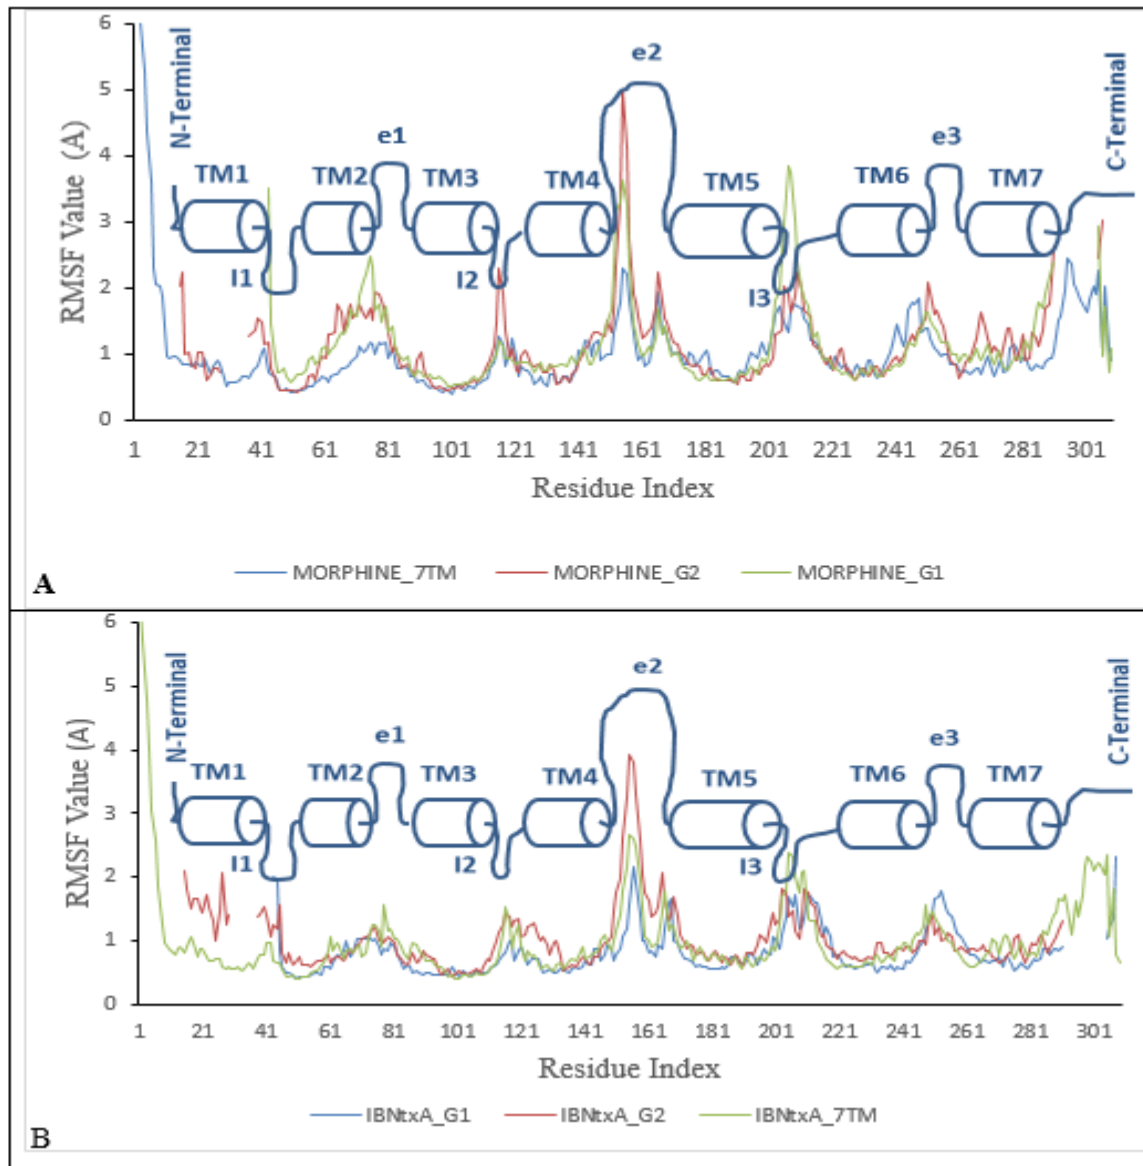 6
5
4
3
2
1
0
RMSF Value (A)
N-Terminal
TM1
I1
TM2
e1
TM3
I2
TM4
e2
TM5
I3
TM6
e3
TM7
C-Terminal
1 21 41 61 81 101 121 141 161 181 201 221 241 261 281 301
Residue Index
MORPHINE_7TM MORPHINE_G2 MORPHINE_G1
A
6
5
4
3
2
1
0
RMSF Value (A)
N-Terminal
TM1
I1
TM2
e1
TM3
I2
TM4
e2
TM5
I3
TM6
e3
TM7
C-Terminal
1 21 41 61 81 101 121 141 161 181 201 221 241 261 281 301
Residue Index
IBNtxA_G1 IBNtxA_G2 IBNtxA_7TM
B